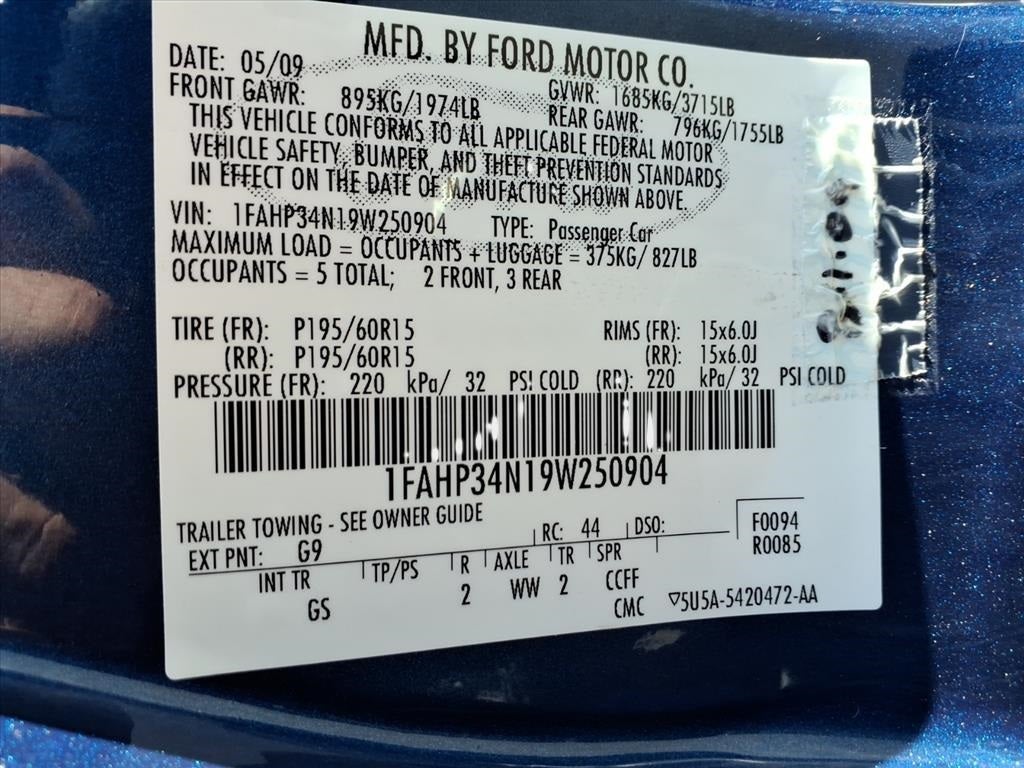 MFD. BY FORD MOTOR CO.
DATE: 05/09
FRONT GAWR: 895KG/1974LB
GVWR: 1685KG/3715LB
REAR GAWR: 796KG/1755LB
THIS VEHICLE CONFORMS TO ALL APPLICABLE FEDERAL MOTOR
VEHICLE SAFETY, BUMPER, AND THEFT PREVENTION STANDARDS
IN EFFECT ON THE DATE OF MANUFACTURE SHOWN ABOVE.
VIN: 1FAHP34N19W250904 TYPE: Passenger Car
MAXIMUM LOAD = OCCUPANTS + LUGGAGE = 375KG/ 827LB
OCCUPANTS = 5 TOTAL; 2 FRONT, 3 REAR
TIRE (FR): P195/60R15 RIMS (FR): 15x6.0J
(RR): P195/60R15 (RR): 15x6.0J
PRESSURE (FR): 220 kPa/ 32 PSI COLD (RR): 220 kPa/ 32 PSI COLD
1FAHP34N19W250904
TRAILER TOWING - SEE OWNER GUIDE
EXT PNT: G9 RC: 44 DSO: F0094
R0085
INT TR TP/PS R AXLE TR SPR
GS 2 WW 2 CCFF
CMC ▽5U5A-5420472-AA